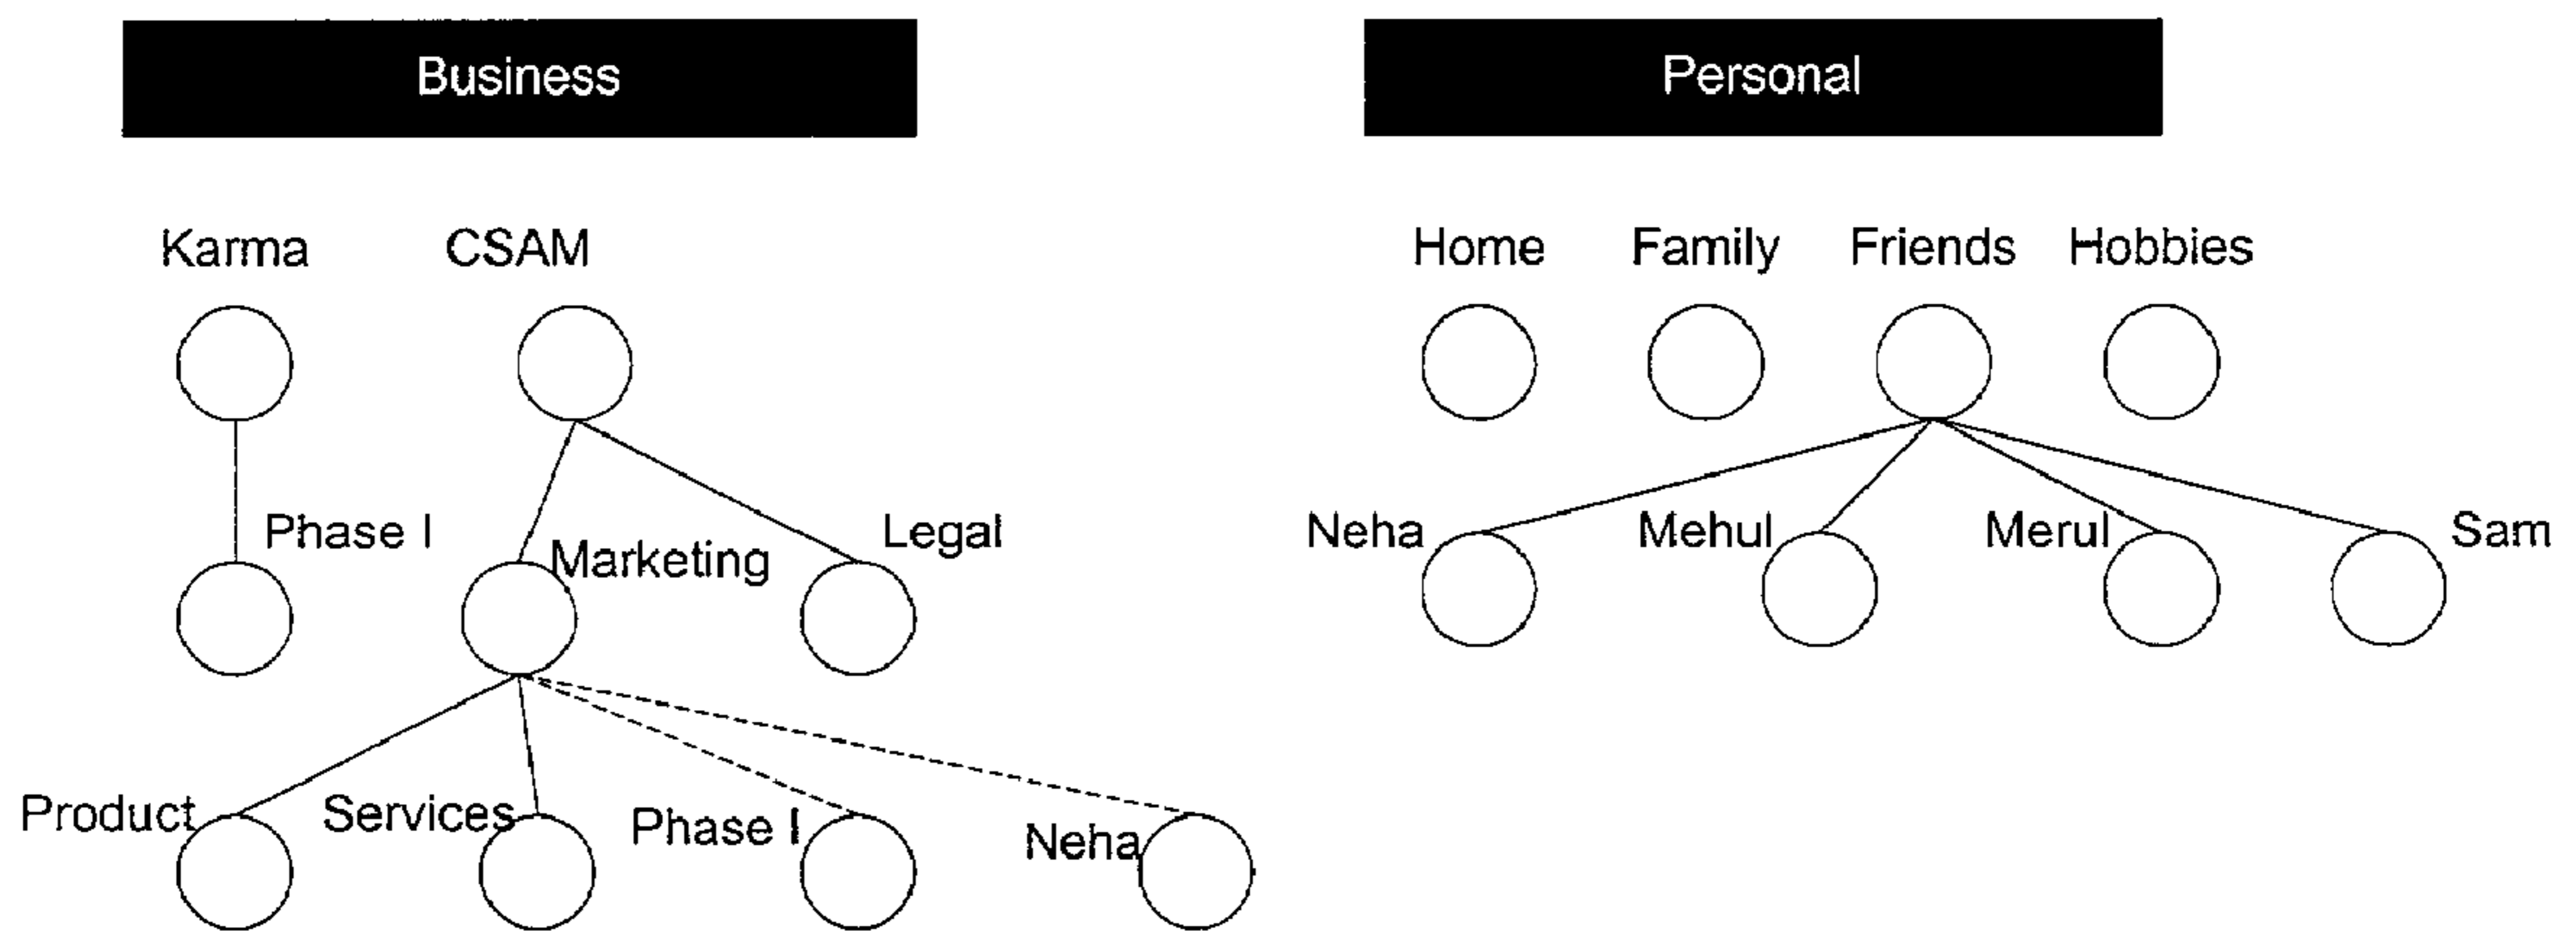 Business
Personal
Karma
CSAM
Home
Family
Friends
Hobbies
Phase I
Marketing
Legal
Neha
Mehul
Merul
Sam
Product
Services
Phase I
Neha